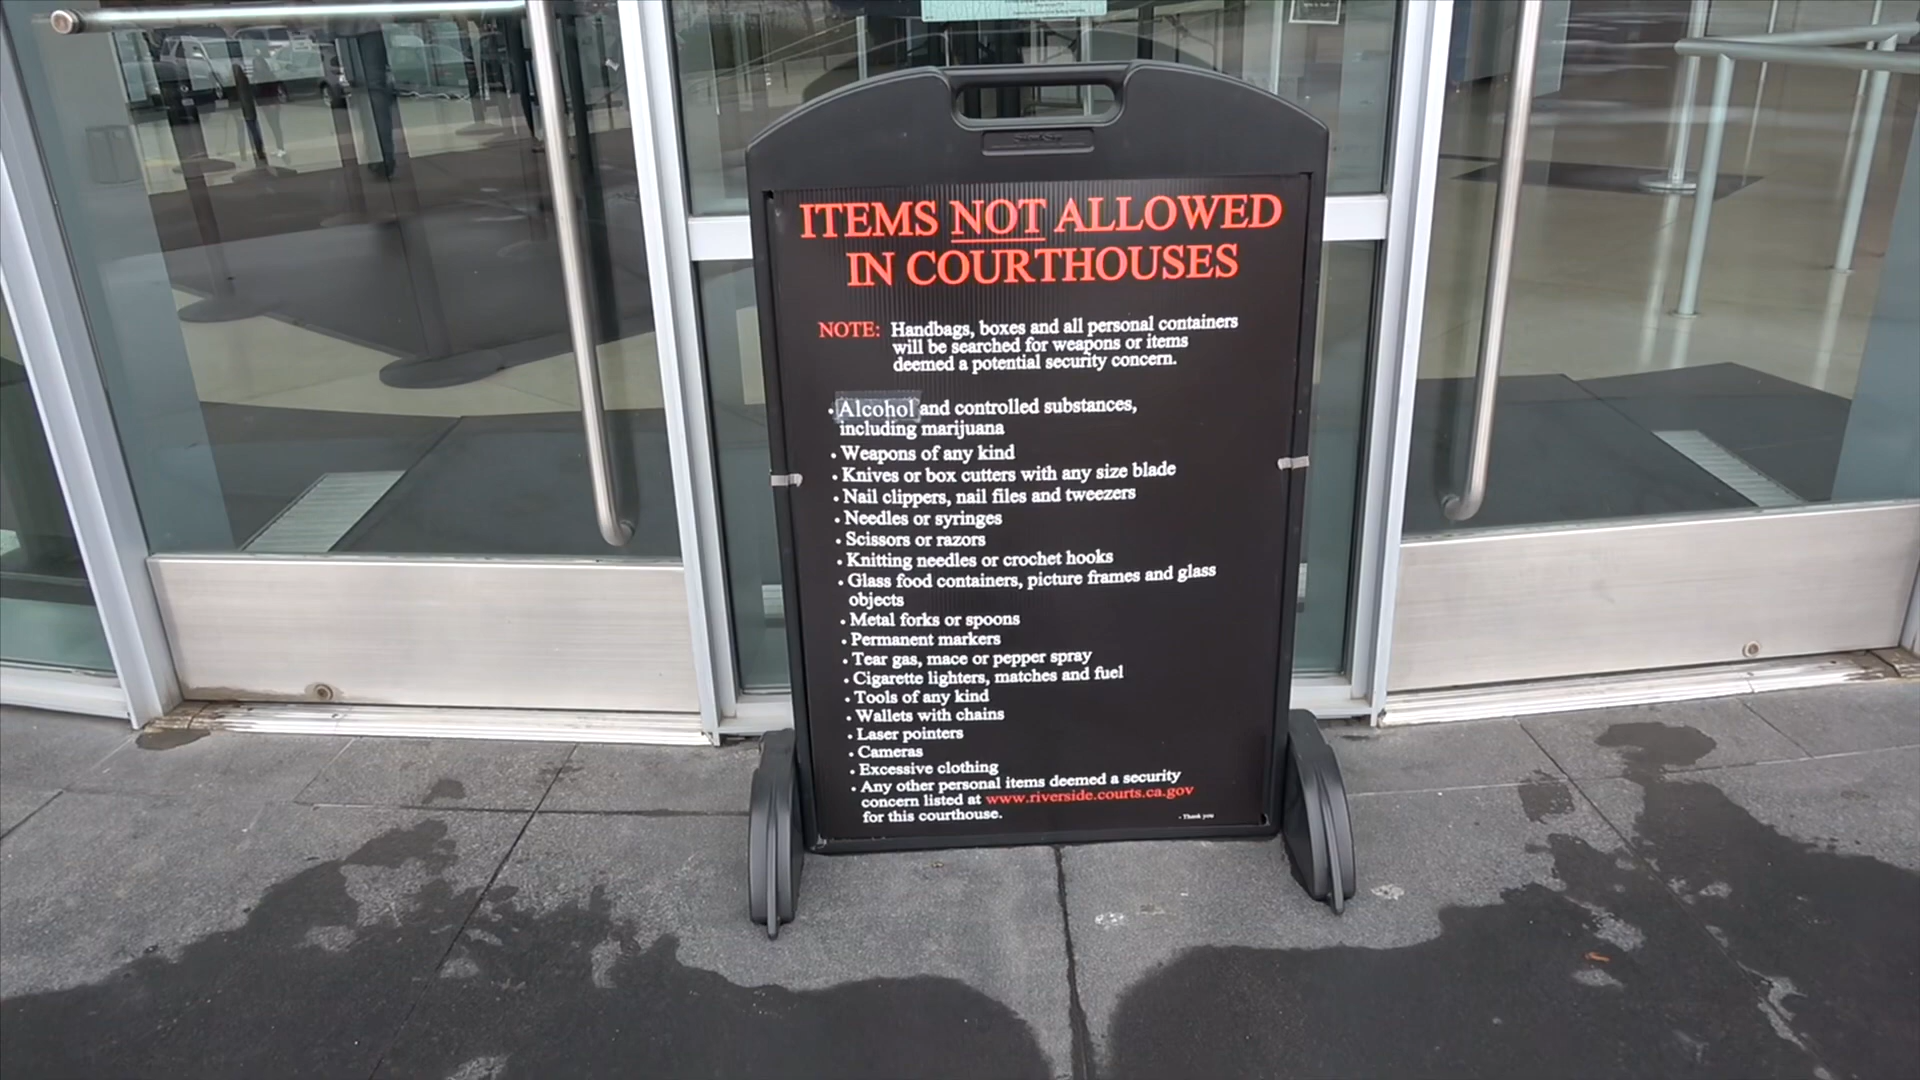 ITEMS NOT ALLOWED
IN COURTHOUSES
NOTE: Handbags, boxes and all personal containers
will be searched for weapons or items
deemed a potential security concern.
• Alcohol and controlled substances,
including marijuana
• Weapons of any kind
• Knives or box cutters with any size blade
• Nail clippers, nail files and tweezers
• Needles or syringes
• Scissors or razors
• Knitting needles or crochet hooks
• Glass food containers, picture frames and glass
objects
• Metal forks or spoons
• Permanent markers
• Tear gas, mace or pepper spray
• Cigarette lighters, matches and fuel
• Tools of any kind
• Wallets with chains
• Laser pointers
• Cameras
• Excessive clothing
• Any other personal items deemed a security
concern listed at www.riverside.courts.ca.gov
for this courthouse.
- Thank you